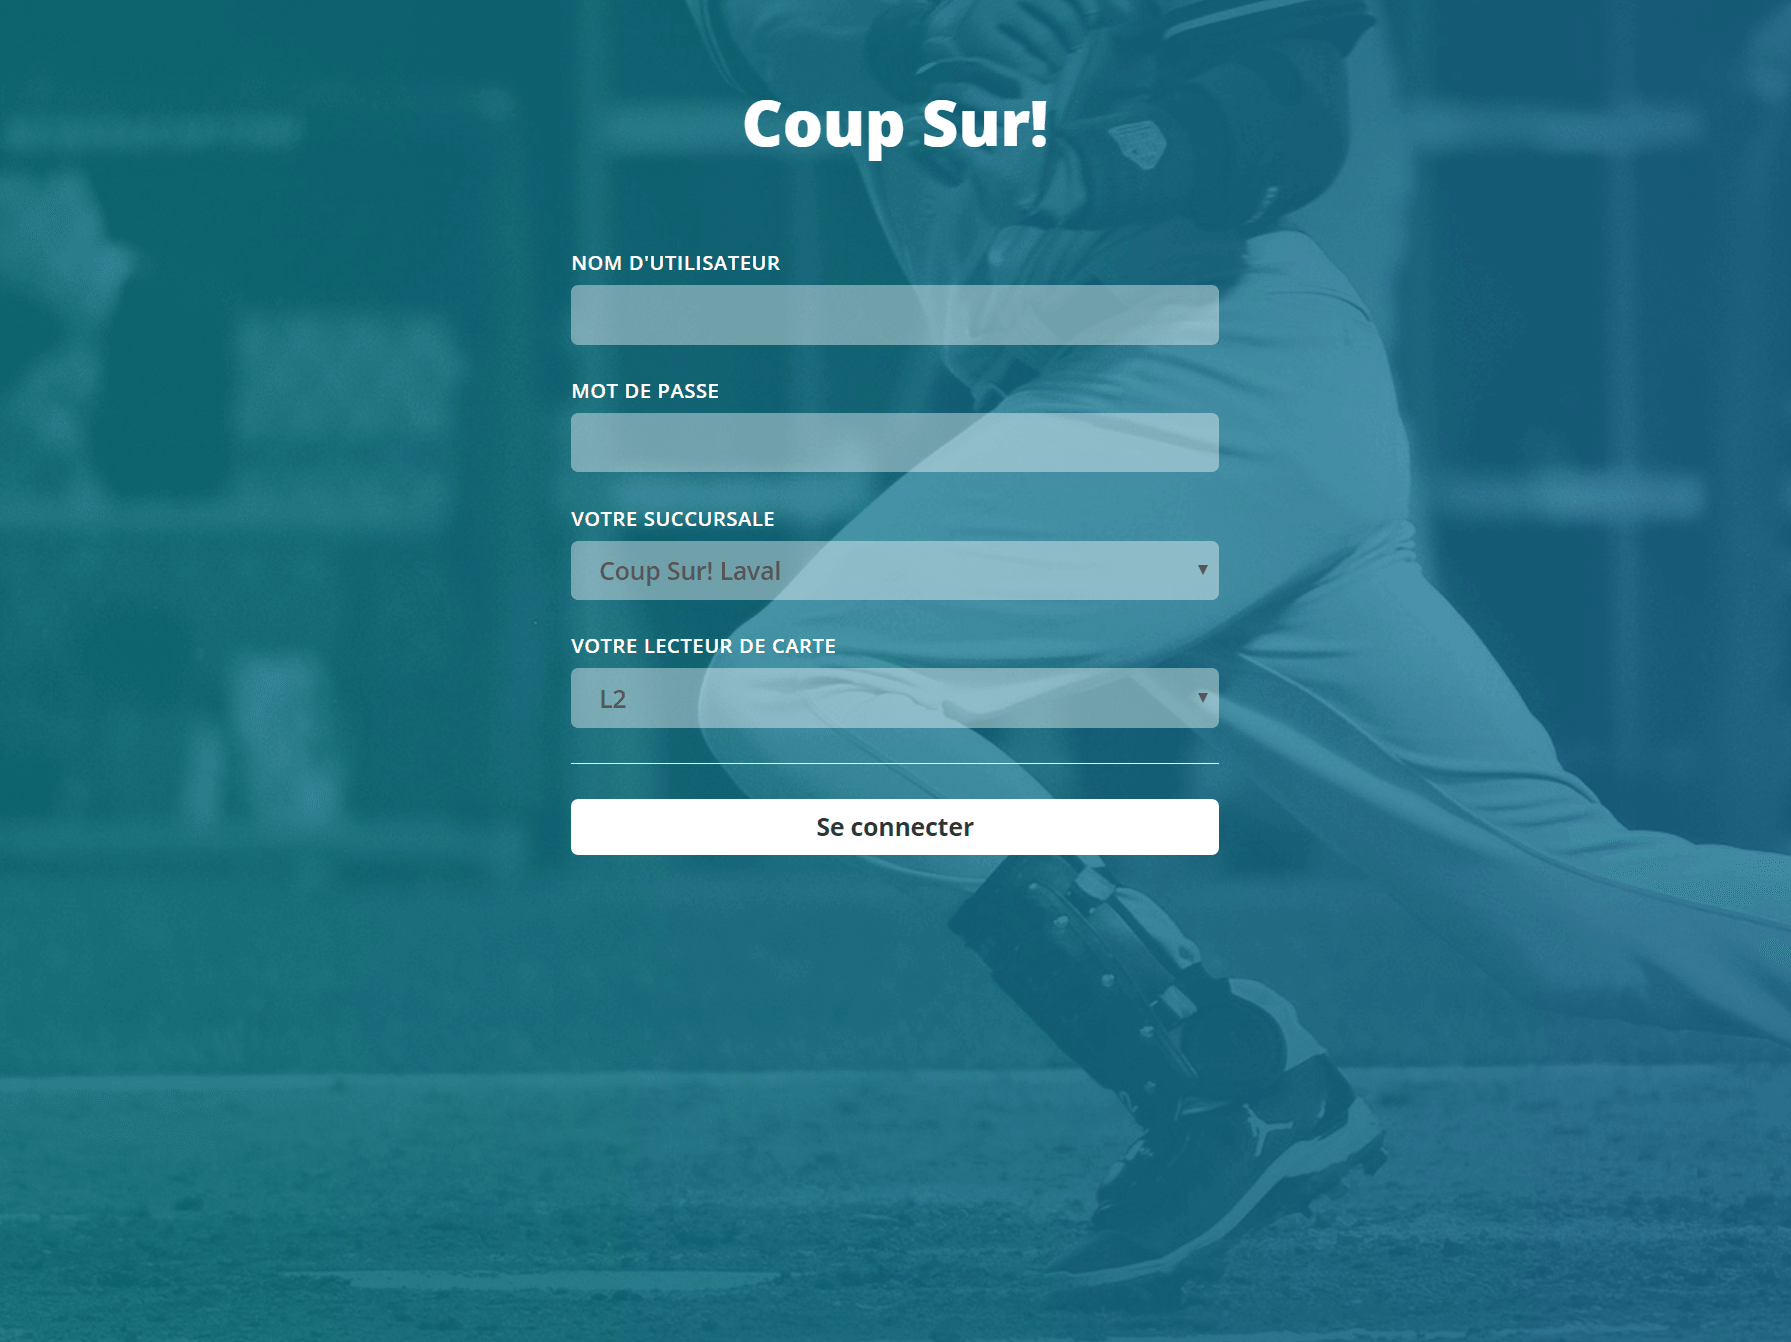 Coup Sur!
NOM D'UTILISATEUR
MOT DE PASSE
VOTRE SUCCURSALE
Coup Sur! Laval
VOTRE LECTEUR DE CARTE
L2
Se connecter